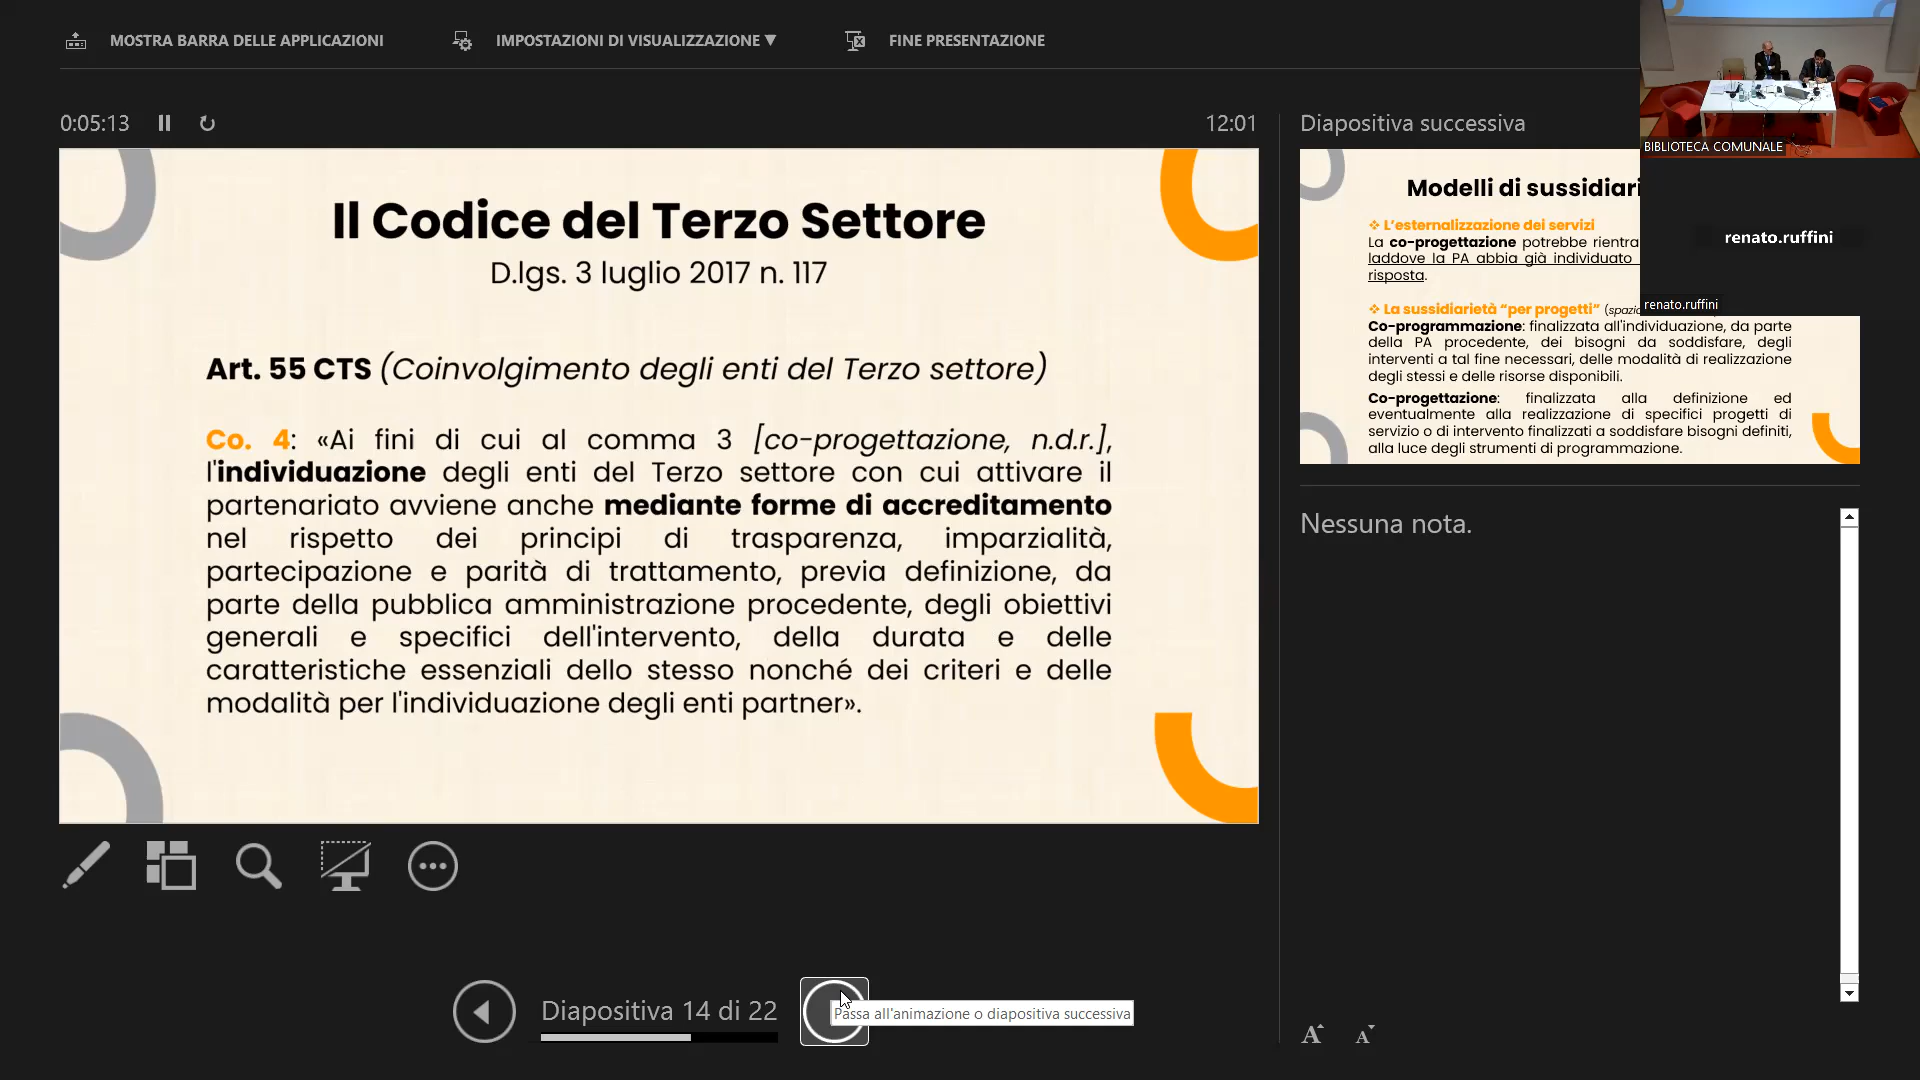 MOSTRA BARRA DELLE APPLICAZIONI
IMPOSTAZIONI DI VISUALIZZAZIONE ▼
FINE PRESENTAZIONE
0:05:13
12:01
Il Codice del Terzo Settore
D.lgs. 3 luglio 2017 n. 117
Art. 55 CTS (Coinvolgimento degli enti del Terzo settore)
Co. 4: «Ai fini di cui al comma 3 [co-progettazione, n.d.r.],
l'individuazione degli enti del Terzo settore con cui attivare il
partenariato avviene anche mediante forme di accreditamento
nel rispetto dei principi di trasparenza, imparzialità,
partecipazione e parità di trattamento, previa definizione, da
parte della pubblica amministrazione procedente, degli obiettivi
generali e specifici dell'intervento, della durata e delle
caratteristiche essenziali dello stesso nonché dei criteri e delle
modalità per l'individuazione degli enti partner».
Diapositiva 14 di 22
Passa all'animazione o diapositiva successiva
Diapositiva successiva
Modelli di
❖ L'esternalizzazione dei servizi
La co-progettazione potrebbe
laddove la PA abbia già individuato
risposta.
❖ La sussidiarietà "per progetti"
Co-programmazione: finalizzata all'individuazione, da parte
della PA procedente, dei bisogni da soddisfare, degli
interventi a tal fine necessari, delle modalità di realizzazione
degli stessi e delle risorse disponibili.
Co-progettazione: finalizzata alla definizione ed
eventualmente alla realizzazione di specifici progetti di
servizio o di intervento finalizzati a soddisfare bisogni definiti,
alla luce degli strumenti di programmazione.
Nessuna nota.
A A
BIBLIOTECA COMUNALE
renato.ruffini
renato.ruffini